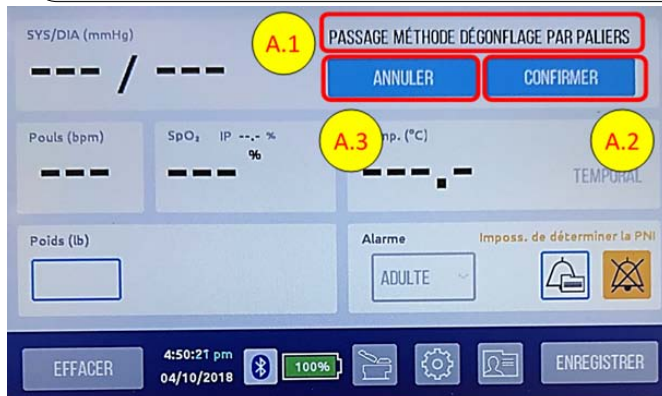 SYS/DIA (mmHg)
--- / ---
A.1
PASSAGE MÉTHODE DÉGONFLAGE PAR PALIERS
ANNULER
CONFIRMER
A.3
A.2
Pouls (bpm)
---
SpO₂ IP --,- %
%
---
mp. (°C)
---.-
TEMPORAL
Poids (lb)
Alarme
Imposs. de déterminer la PNI
ADULTE
EFFACER
4:50:21 pm
04/10/2018
100%
ENREGISTRER